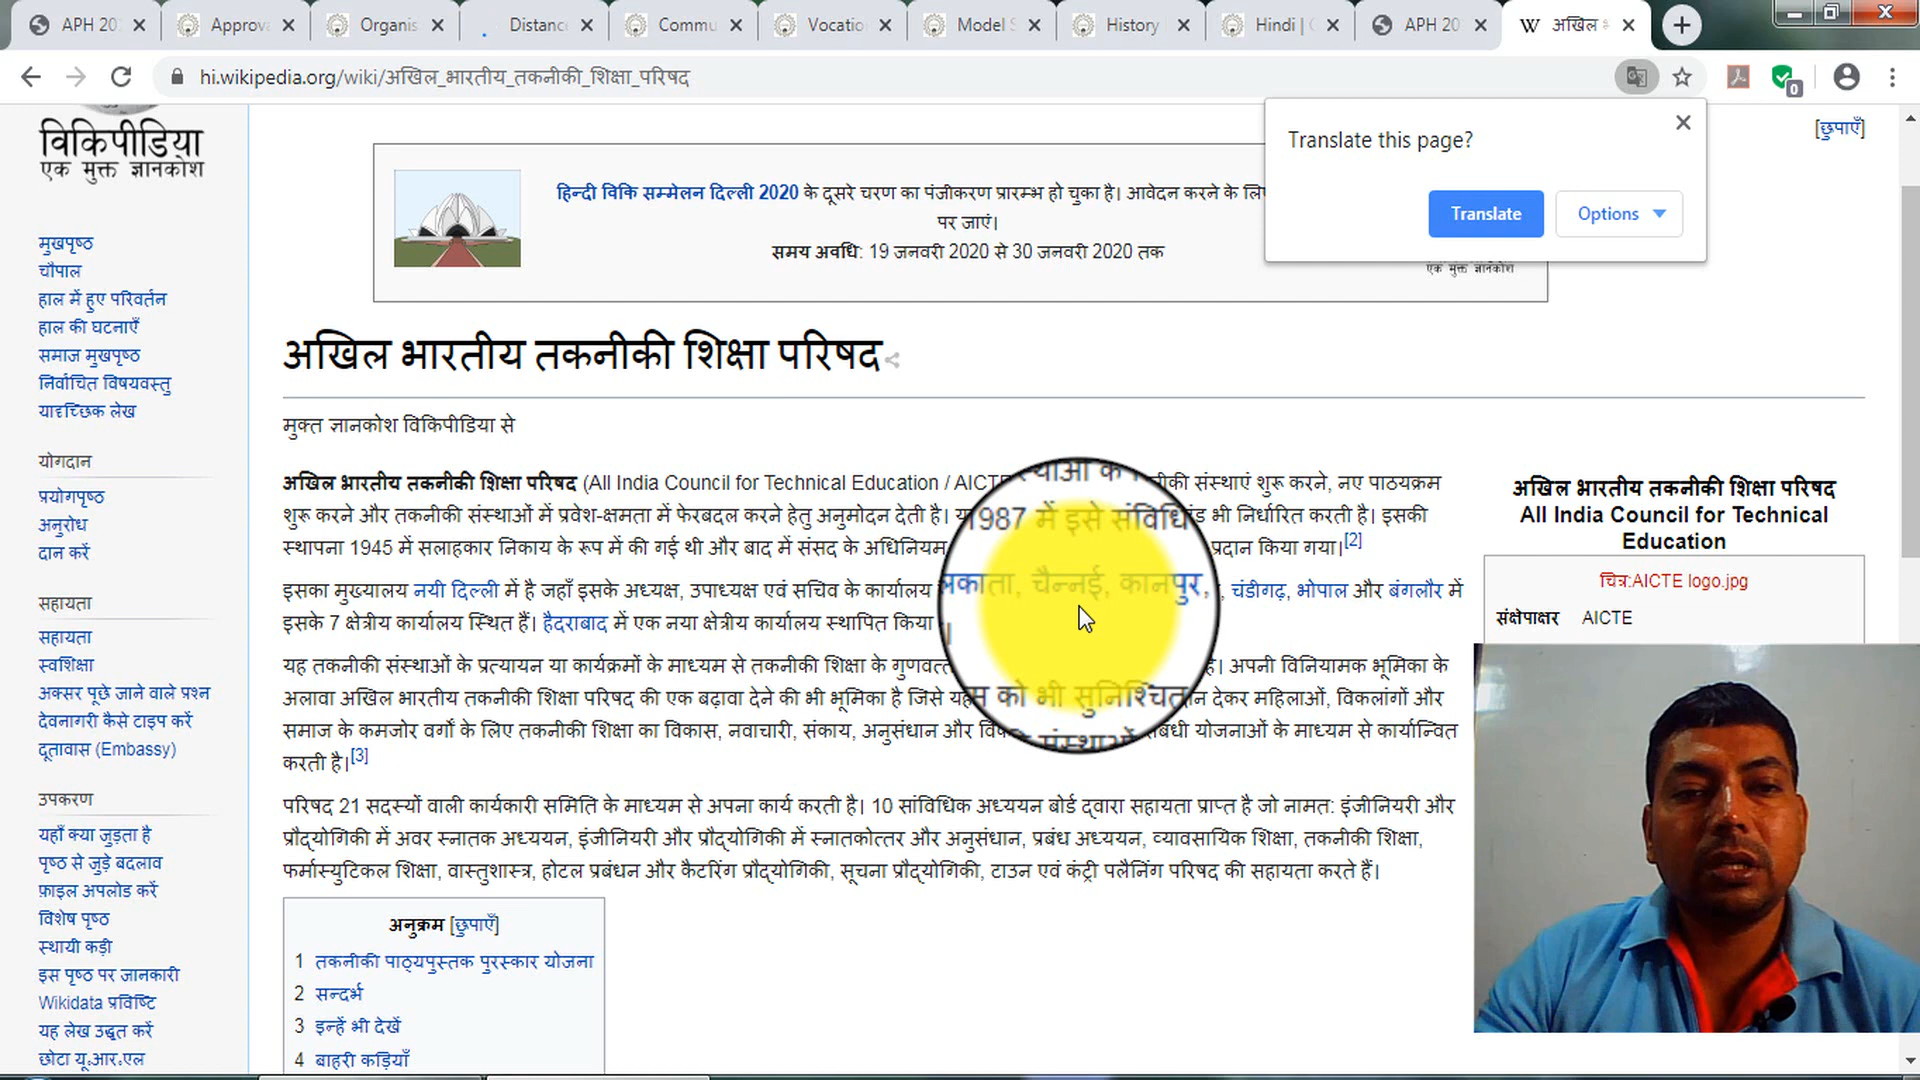 APH 20
Approva
Organis
Distance
Commu
Vocatio
Model S
History
Hindi | C
APH 20
अखिल भ
hi.wikipedia.org/wiki/अखिल_भारतीय_तकनीकी_शिक्षा_परिषद
0
Translate this page?
Translate
Options
विकिपीडिया
एक मुक्त ज्ञानकोश
[छुपाएँ]
हिन्दी विकि सम्मेलन दिल्ली 2020 के दूसरे चरण का पंजीकरण प्रारम्भ हो चुका है। आवेदन करने के लिए
पर जाएं।
समय अवधि: 19 जनवरी 2020 से 30 जनवरी 2020 तक
एक मुक्त ज्ञानकोश
मुखपृष्ठ
चौपाल
हाल में हुए परिवर्तन
हाल की घटनाएँ
समाज मुखपृष्ठ
निर्वाचित विषयवस्तु
यादृच्छिक लेख
योगदान
प्रयोगपृष्ठ
अनुरोध
दान करें
सहायता
सहायता
स्वशिक्षा
अक्सर पूछे जाने वाले प्रश्न
देवनागरी कैसे टाइप करें
दूतावास (Embassy)
उपकरण
यहाँ क्या जुड़ता है
पृष्ठ से जुड़े बदलाव
फ़ाइल अपलोड करें
विशेष पृष्ठ
स्थायी कड़ी
इस पृष्ठ पर जानकारी
Wikidata प्रविष्टि
यह लेख उद्धृत करें
छोटा यू॰आर॰एल
अखिल भारतीय तकनीकी शिक्षा परिषद
मुक्त ज्ञानकोश विकिपीडिया से
अखिल भारतीय तकनीकी शिक्षा परिषद (All India Council for Technical Education / AICTE संस्थाएं शुरू करने, नए पाठ्यक्रम
शुरू करने और तकनीकी संस्थाओं में प्रवेश-क्षमता में फेरबदल करने हेतु अनुमोदन देती है। भी निर्धारित करती है। इसकी
स्थापना 1945 में सलाहकार निकाय के रूप में की गई थी और बाद में संसद के अधिनियम 1987 में इसे संविधि प्रदान किया गया।[2]
इसका मुख्यालय नयी दिल्ली में है जहाँ इसके अध्यक्ष, उपाध्यक्ष एवं सचिव के कार्यालय चैन्नई, कानपुर, चंडीगढ़, भोपाल और बंगलौर में
इसके 7 क्षेत्रीय कार्यालय स्थित हैं। हैदराबाद में एक नया क्षेत्रीय कार्यालय स्थापित किया
यह तकनीकी संस्थाओं के प्रत्यायन या कार्यक्रमों के माध्यम से तकनीकी शिक्षा के है। अपनी विनियामक भूमिका के
अलावा अखिल भारतीय तकनीकी शिक्षा परिषद की एक बढ़ावा देने की भी भूमिका है जिसे को भी सुनिश्चित देकर महिलाओं, विकलांगों और
समाज के कमजोर वर्गों के लिए तकनीकी शिक्षा का विकास, नवाचारी, संकाय, अनुसंधान और योजनाओं के माध्यम से कार्यान्वित
करती है।[3]
परिषद 21 सदस्यों वाली कार्यकारी समिति के माध्यम से अपना कार्य करती है। 10 सांविधिक अध्ययन बोर्ड द्वारा सहायता प्राप्त है जो नामत: इंजीनियरी और
प्रौद्योगिकी में अवर स्नातक अध्ययन, इंजीनियरी और प्रौद्योगिकी में स्नातकोत्तर और अनुसंधान, प्रबंध अध्ययन, व्यावसायिक शिक्षा, तकनीकी शिक्षा,
फर्मास्युटिकल शिक्षा, वास्तुशास्त्र, होटल प्रबंधन और कैटरिंग प्रौद्योगिकी, सूचना प्रौद्योगिकी, टाउन एवं कंट्री पलैनिंग परिषद की सहायता करते हैं।
अनुक्रम [छुपाएँ]
1 तकनीकी पाठ्यपुस्तक पुरस्कार योजना
2 सन्दर्भ
3 इन्हें भी देखें
4 बाहरी कड़ियाँ
अखिल भारतीय तकनीकी शिक्षा परिषद
All India Council for Technical
Education
चित्र:AICTE logo.jpg
संक्षेपाक्षर AICTE